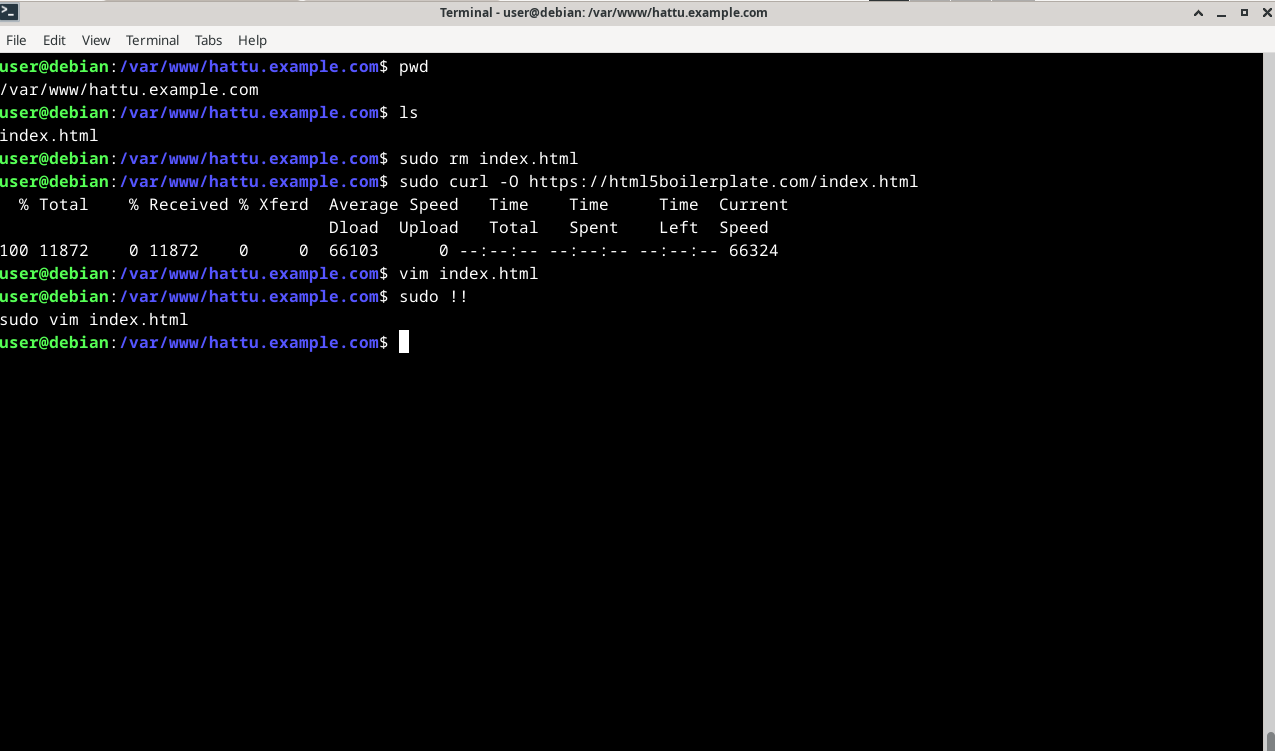 Terminal - user@debian: /var/www/hattu.example.com
File Edit View Terminal Tabs Help
user@debian:/var/www/hattu.example.com$ pwd
/var/www/hattu.example.com
user@debian:/var/www/hattu.example.com$ ls
index.html
user@debian:/var/www/hattu.example.com$ sudo rm index.html
user@debian:/var/www/hattu.example.com$ sudo curl -O https://html5boilerplate.com/index.html
  % Total    % Received % Xferd  Average Speed   Time    Time     Time  Current
                                 Dload  Upload   Total   Spent    Left  Speed
100 11872    0 11872    0     0  66103      0 --:--:-- --:--:-- --:--:-- 66324
user@debian:/var/www/hattu.example.com$ vim index.html
user@debian:/var/www/hattu.example.com$ sudo !!
sudo vim index.html
user@debian:/var/www/hattu.example.com$